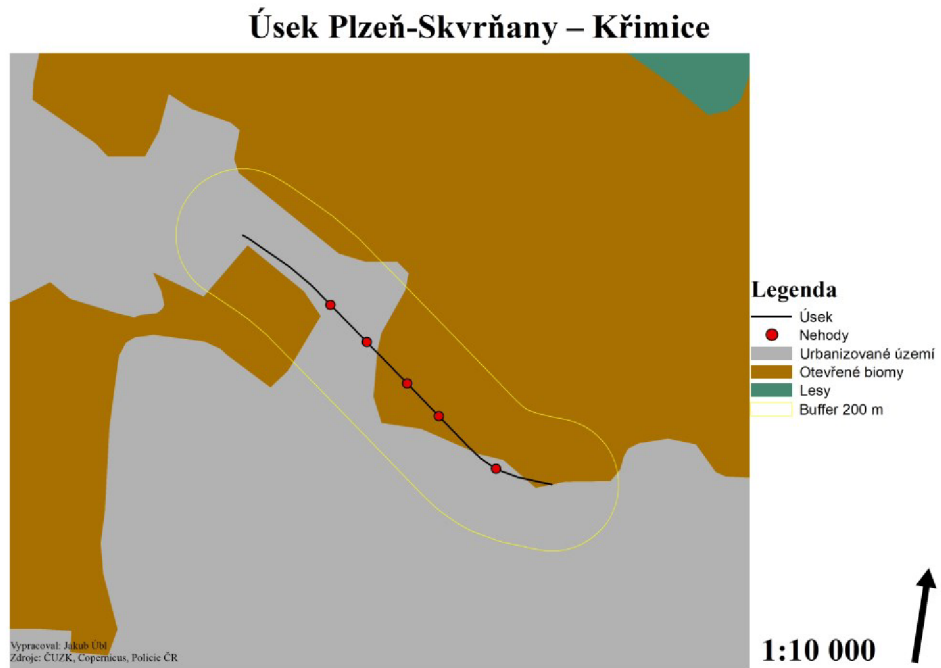 Úsek Plzeň-Skvrňany – Křimice
Legenda
Úsek
Nehody
Urbanizované území
Otevřené biomy
Lesy
Buffer 200 m
Vypracoval: Jakub Übl
Zdroje: ČUZK, Copernicus, Policie ČR
1:10 000